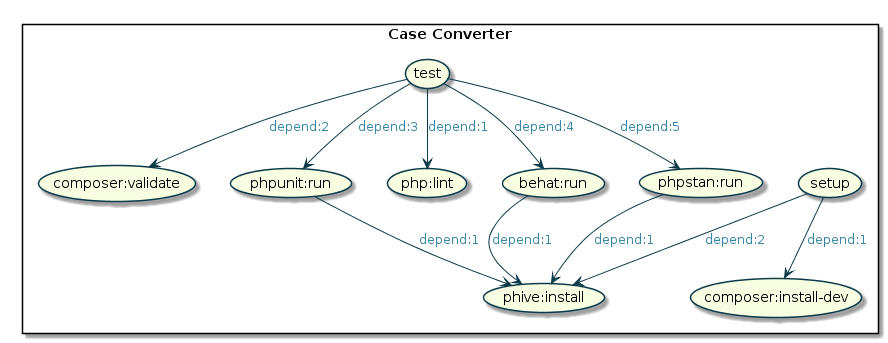 Case Converter
test
depend:2
depend:3
depend:1
depend:4
depend:5
composer:validate
phpunit:run
php:lint
behat:run
phpstan:run
setup
depend:1
depend:1
depend:1
depend:2
depend:1
phive:install
composer:install-dev